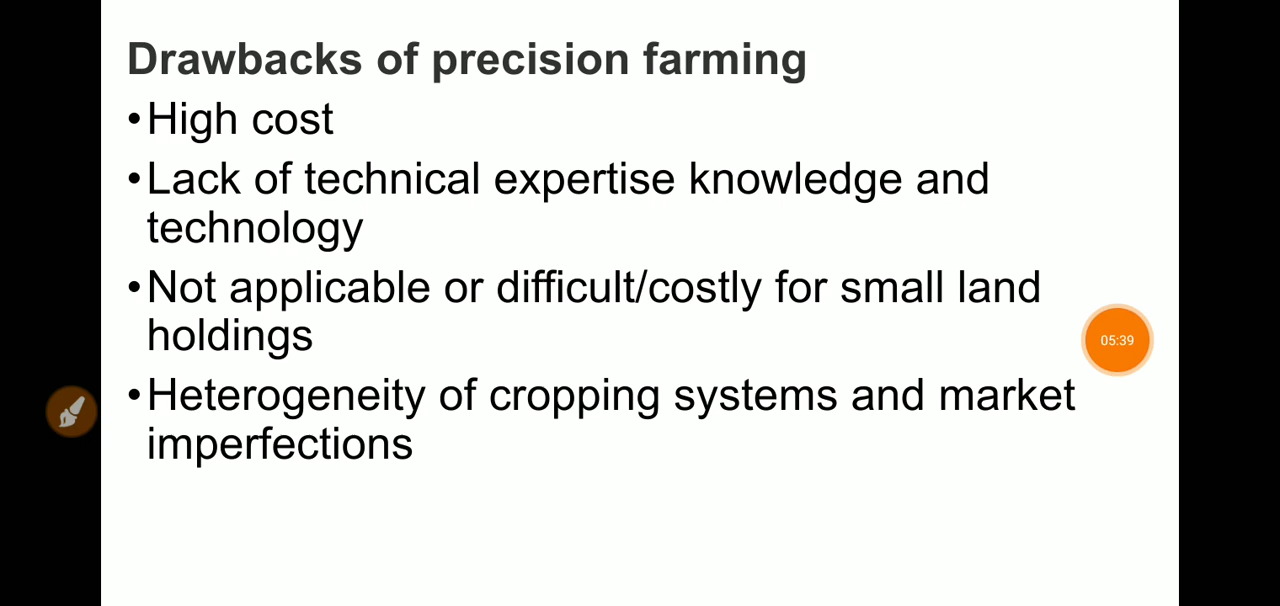 Drawbacks of precision farming
•High cost
•Lack of technical expertise knowledge and
technology
•Not applicable or difficult/costly for small land
holdings
05:39
•Heterogeneity of cropping systems and market
imperfections